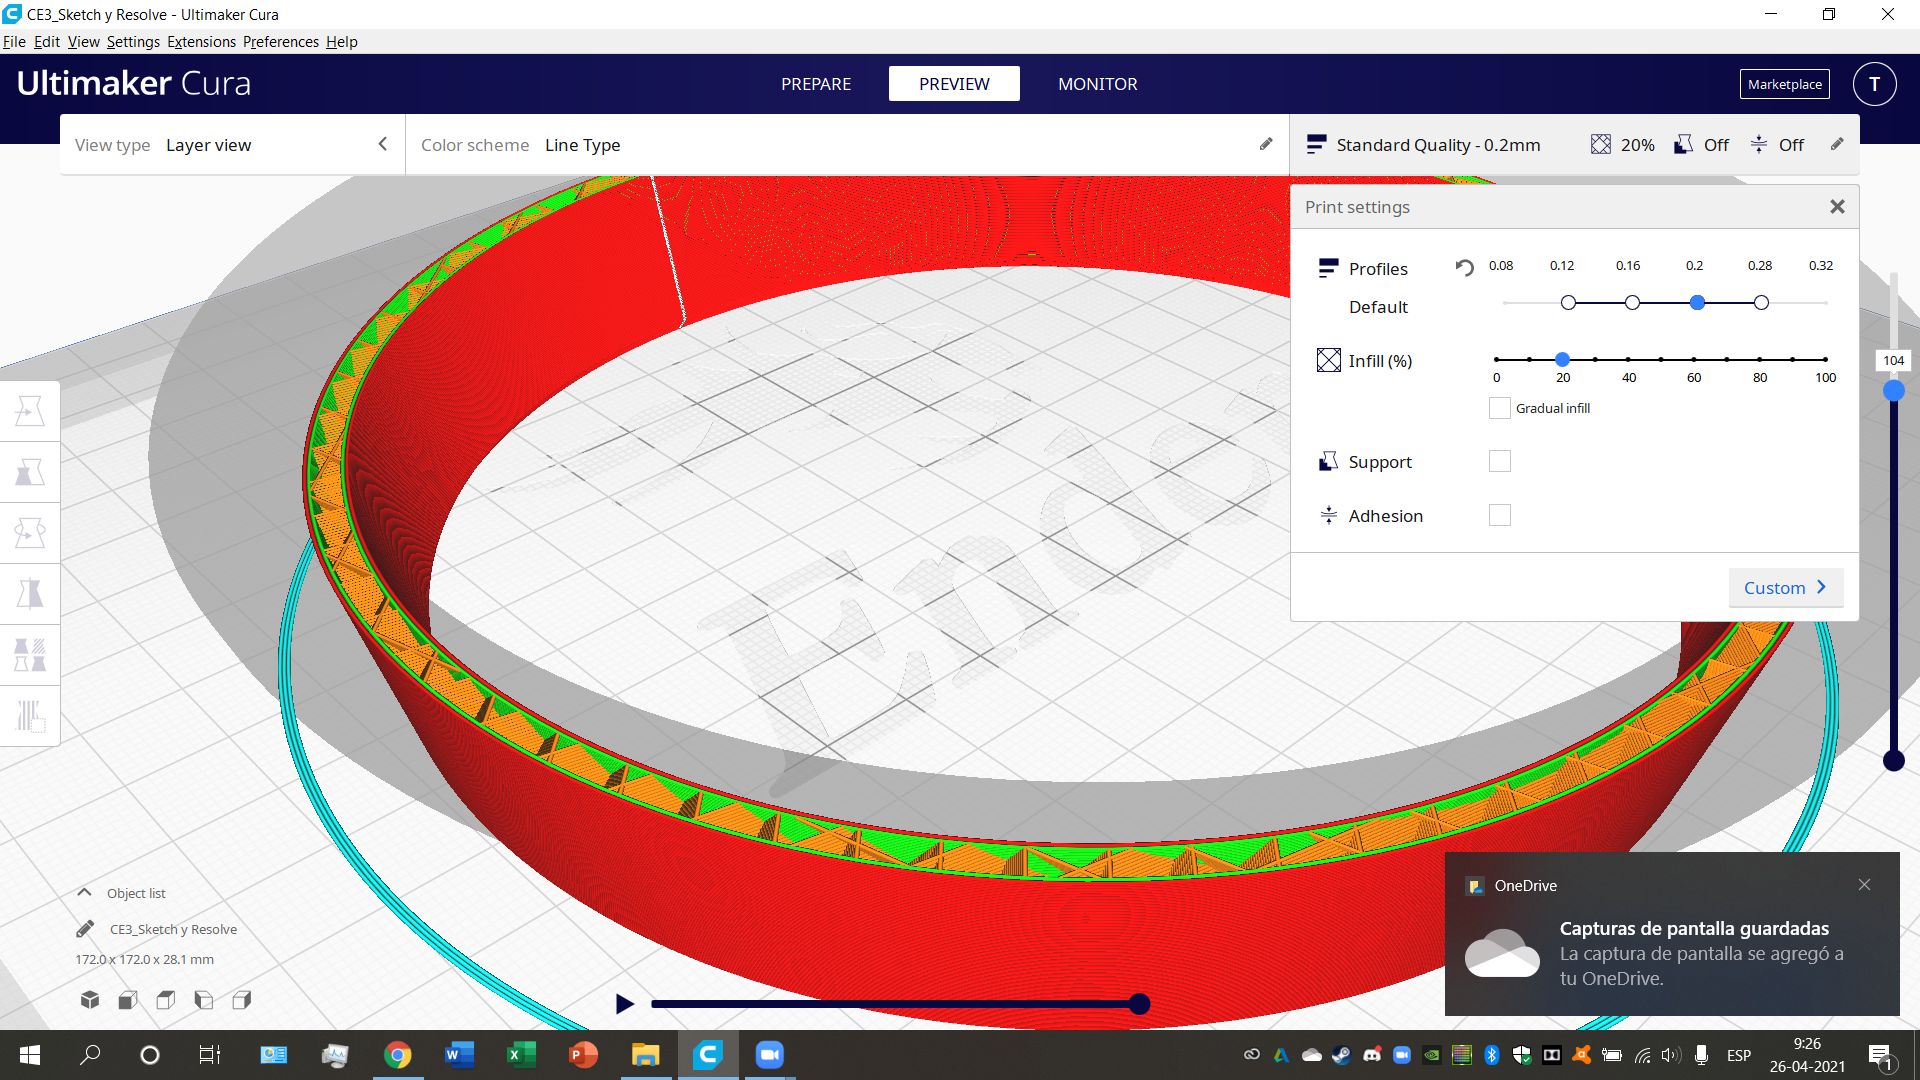 CE3_Sketch y Resolve - Ultimaker Cura
File Edit View Settings Extensions Preferences Help
Ultimaker Cura
PREPARE
PREVIEW
MONITOR
Marketplace
T
View type Layer view
Color scheme Line Type
Standard Quality - 0.2mm
20%
Off
Off
Print settings
Profiles
0.08 0.12 0.16 0.2 0.28 0.32
Default
Infill (%)
0 20 40 60 80 100
Gradual infill
Support
Adhesion
Custom
104
Ender
Object list
CE3_Sketch y Resolve
172.0 x 172.0 x 28.1 mm
OneDrive
Capturas de pantalla guardadas
La captura de pantalla se agregó a
tu OneDrive.
ESP
9:26
26-04-2021
1